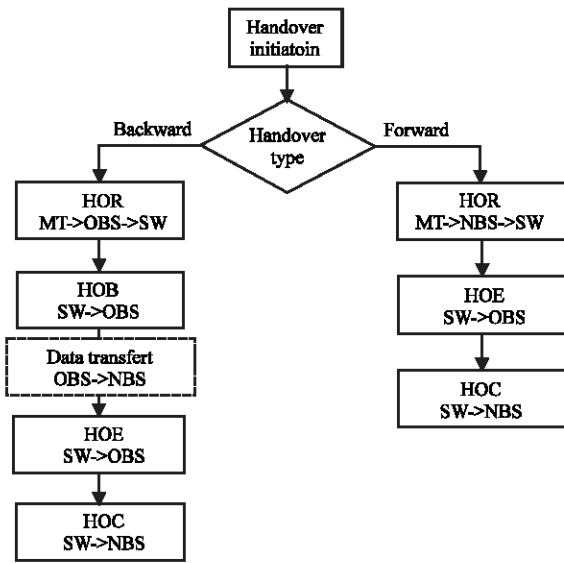 Handover
initiatoin
Handover
type
Backward
Forward
HOR
MT->OBS->SW
HOB
SW->OBS
Data transfert
OBS->NBS
HOE
SW->OBS
HOC
SW->NBS
HOR
MT->NBS->SW
HOE
SW->OBS
HOC
SW->NBS